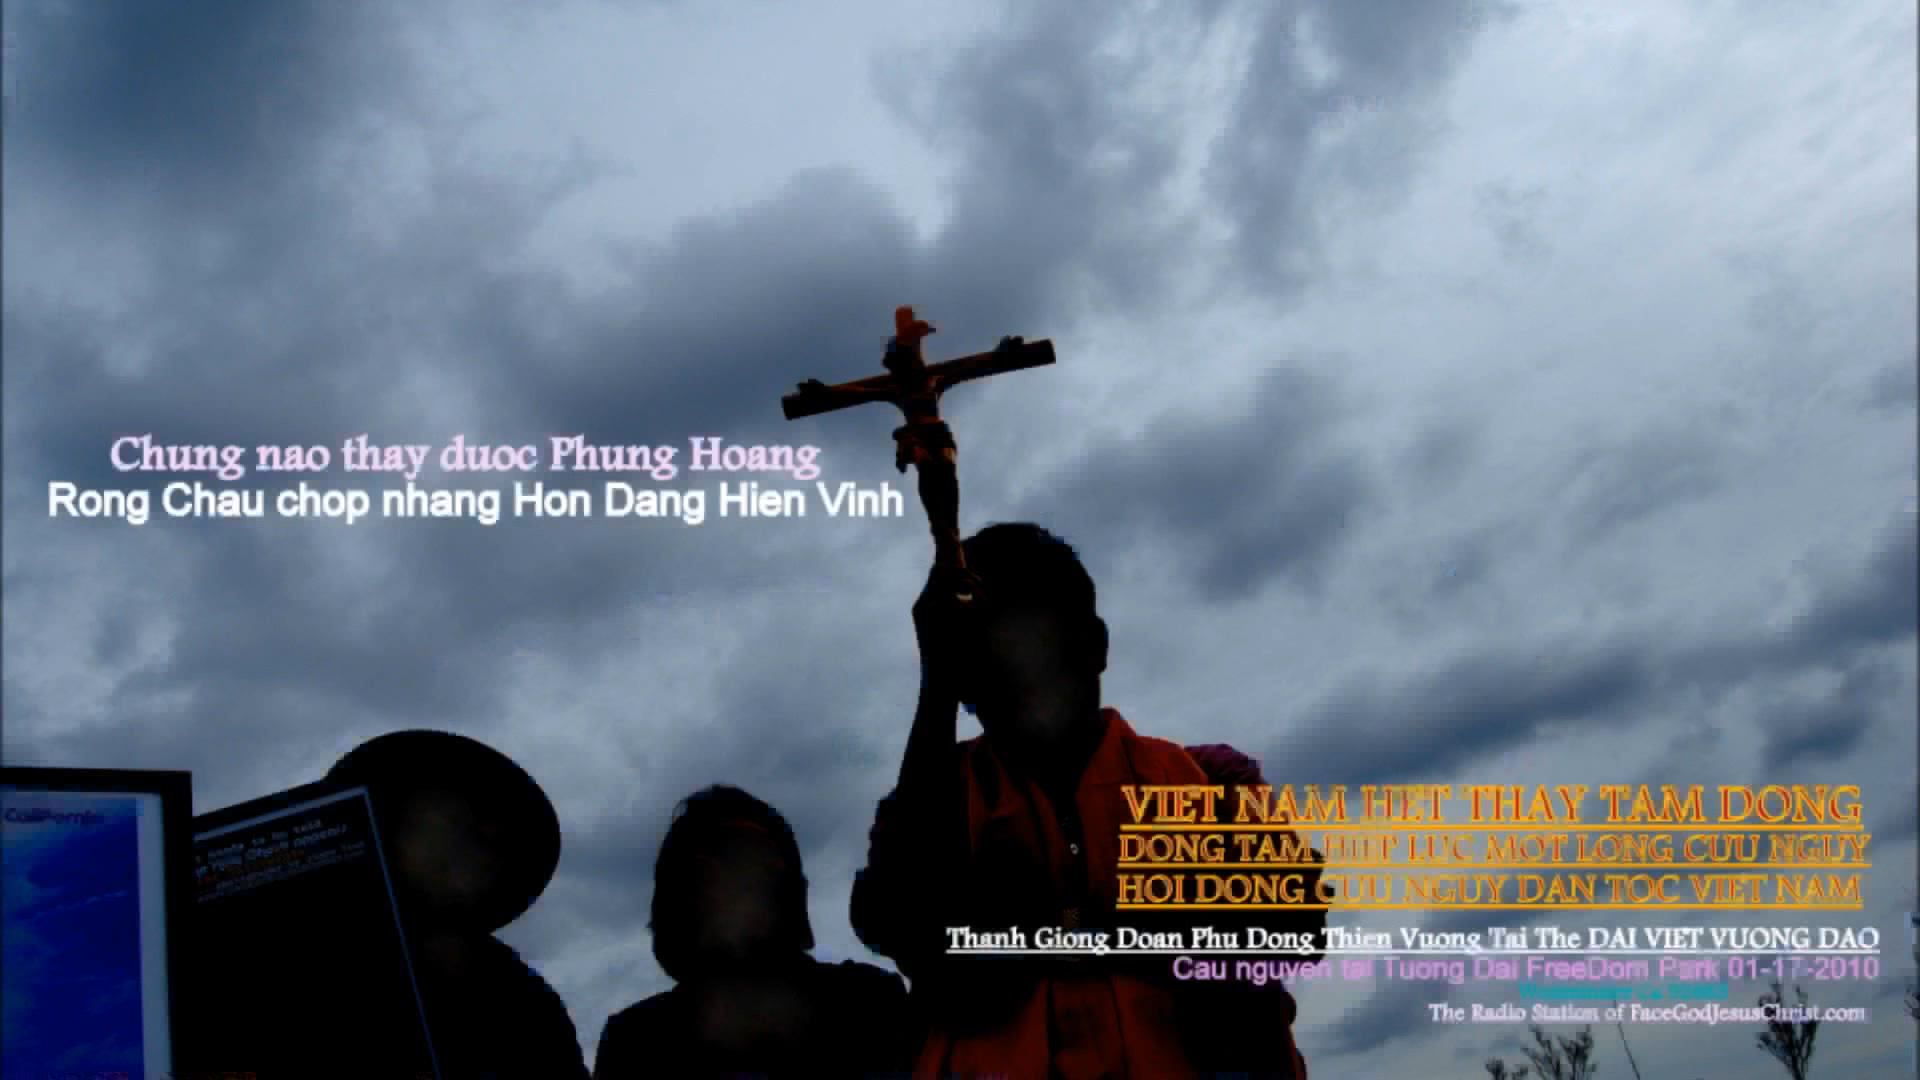 Chung nao thay duoc Phung Hoang
Rong Chau chop nhang Hon Dang Hien Vinh
California
VIET NAM HET THAY TAM DONG
DONG TAM HIEP LUC MOT LONG CUU NGUY
HOI DONG CUU NGUY DAN TOC VIET NAM
Thanh Giong Doan Phu Dong Thien Vuong Tai The DAI VIET VUONG DAO
Cau nguyen tai Tuong Dai FreeDom Park 01-17-2010
Westminster Ca
The Radio Station of FaceGodJesusChrist.com